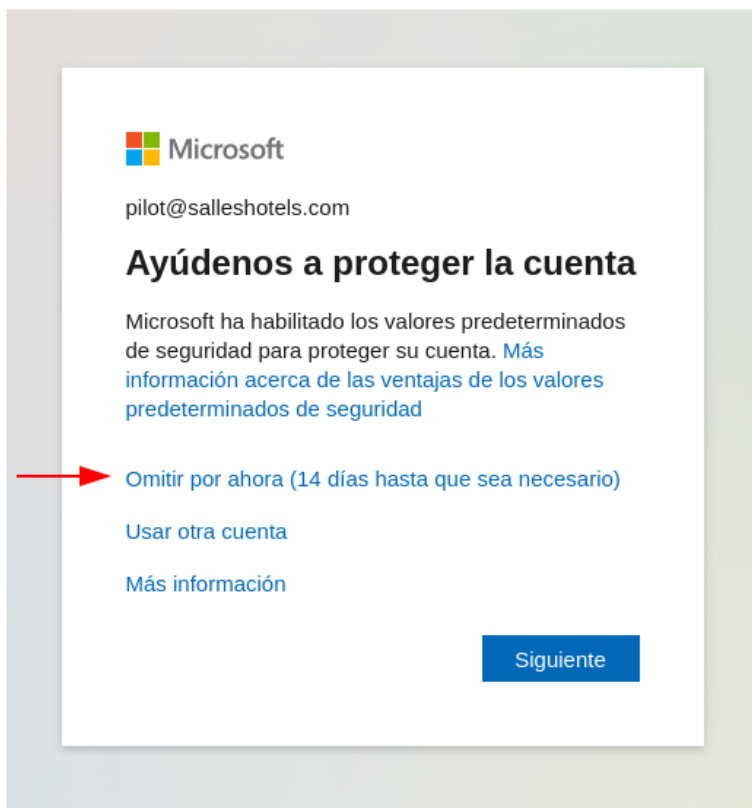 Microsoft
pilot@salleshotels.com
Ayúdenos a proteger la cuenta
Microsoft ha habilitado los valores predeterminados
de seguridad para proteger su cuenta. Más
información acerca de las ventajas de los valores
predeterminados de seguridad
Omitir por ahora (14 días hasta que sea necesario)
Usar otra cuenta
Más información
Siguiente